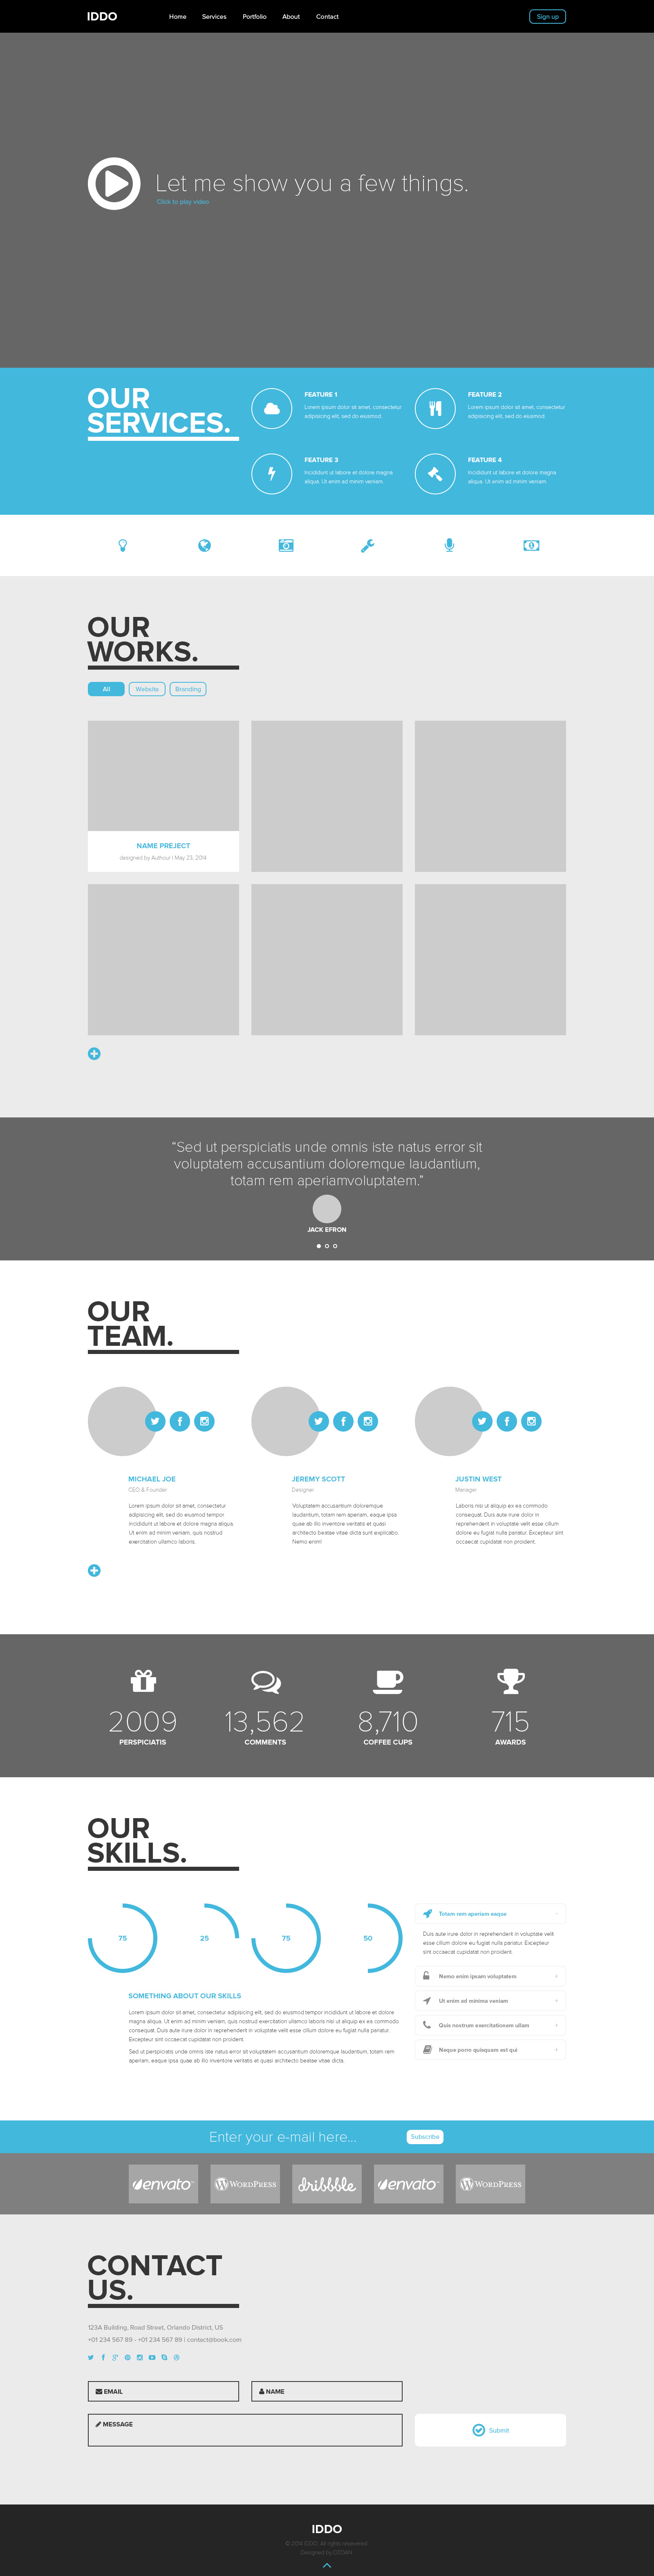 IDDO Home Services Portfolio About Contact Sign up
Let me show you a few things.
Click to play video
OUR
SERVICES.
FEATURE 1
Lorem ipsum dolor sit amet, consectetur
adipisicing elit, sed do eiusmod.
FEATURE 2
Lorem ipsum dolor sit amet, consectetur
adipisicing elit, sed do eiusmod.
FEATURE 3
Incididunt ut labore et dolore magna
aliqua. Ut enim ad minim veniam.
FEATURE 4
Incididunt ut labore et dolore magna
aliqua. Ut enim ad minim veniam.
OUR
WORKS.
All Website Branding
NAME PREJECT
designed by Authour | May 23, 2014
“Sed ut perspiciatis unde omnis iste natus error sit
voluptatem accusantium doloremque laudantium,
totam rem aperiamvoluptatem.”
JACK EFRON
OUR
TEAM.
MICHAEL JOE
CEO & Founder
Lorem ipsum dolor sit amet, consectetur
adipisicing elit, sed do eiusmod tempor
incididunt ut labore et dolore magna aliqua.
Ut enim ad minim veniam, quis nostrud
exercitation ullamco laboris.
JEREMY SCOTT
Designer
Voluptatem accusantium doloremque
laudantium, totam rem aperiam, eaque ipsa
quae ab illo inventore veritatis et quasi
architecto beatae vitae dicta sunt explicabo.
Nemo enim!
JUSTIN WEST
Manager
Laboris nisi ut aliquip ex ea commodo
consequat. Duis aute irure dolor in
reprehenderit in voluptate velit esse cillum
dolore eu fugiat nulla pariatur. Excepteur sint
occaecat cupidatat non proident.
2009
PERSPICIATIS
13,562
COMMENTS
8,710
COFFEE CUPS
715
AWARDS
OUR
SKILLS.
75 25 75 50
SOMETHING ABOUT OUR SKILLS
Lorem ipsum dolor sit amet, consectetur adipisicing elit, sed do eiusmod tempor incididunt ut labore et dolore
magna aliqua. Ut enim ad minim veniam, quis nostrud exercitation ullamco laboris nisi ut aliquip ex ea commodo
consequat. Duis aute irure dolor in reprehenderit in voluptate velit esse cillum dolore eu fugiat nulla pariatur.
Excepteur sint occaecat cupidatat non proident.
Sed ut perspiciatis unde omnis iste natus error sit voluptatem accusantium doloremque laudantium, totam rem
aperiam, eaque ipsa quae ab illo inventore veritatis et quasi architecto beatae vitae dicta.
Totam rem aperiam eaque -
Duis aute irure dolor in reprehenderit in voluptate velit
esse cillum dolore eu fugiat nulla pariatur. Excepteur
sint occaecat cupidatat non proident.
Nemo enim ipsam voluptatem +
Ut enim ad minima veniam +
Quis nostrum exercitationem ullam +
Neque porro quisquam est qui +
Enter your e-mail here... Subscribe
envato WORDPRESS dribbble envato WORDPRESS
CONTACT
US.
123A Building, Road Street, Orlando District, US
+01 234 567 89 - +01 234 567 89 | contact@book.com
EMAIL NAME
MESSAGE
Submit
IDDO
© 2014 IDDO. All rights resevered